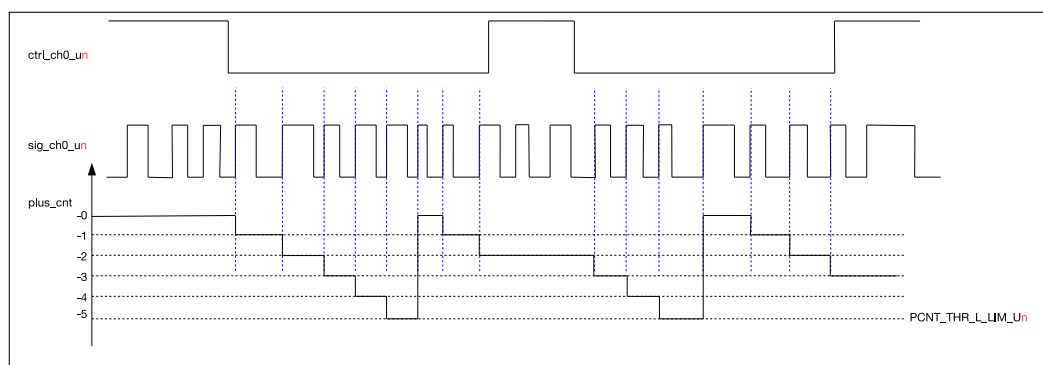 ctrl_ch0_un
sig_ch0_un
plus_cnt
-0
-1
-2
-3
-4
-5
PCNT_THR_L_LIM_Un